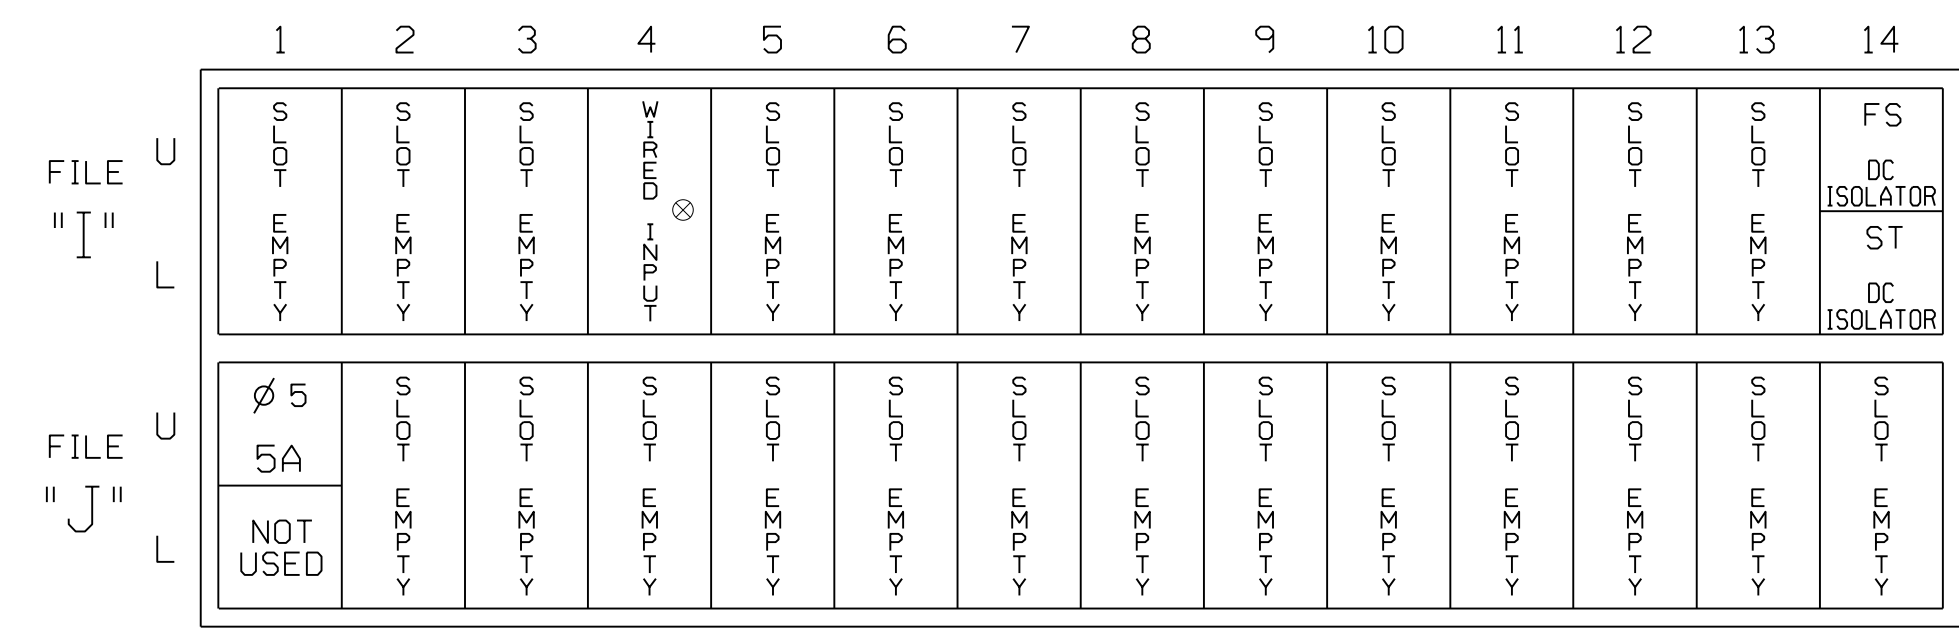 1 2 3 4 5 6 7 8 9 10 11 12 13 14
FILE "I"
U
L
SLOT EMPTY
SLOT EMPTY
SLOT EMPTY
WIRED INPUT
SLOT EMPTY
SLOT EMPTY
SLOT EMPTY
SLOT EMPTY
SLOT EMPTY
SLOT EMPTY
SLOT EMPTY
SLOT EMPTY
SLOT EMPTY
FS
DC
ISOLATOR
ST
DC
ISOLATOR
FILE "J"
U
L
Ø 5
5A
NOT
USED
SLOT EMPTY
SLOT EMPTY
SLOT EMPTY
SLOT EMPTY
SLOT EMPTY
SLOT EMPTY
SLOT EMPTY
SLOT EMPTY
SLOT EMPTY
SLOT EMPTY
SLOT EMPTY
SLOT EMPTY
SLOT EMPTY